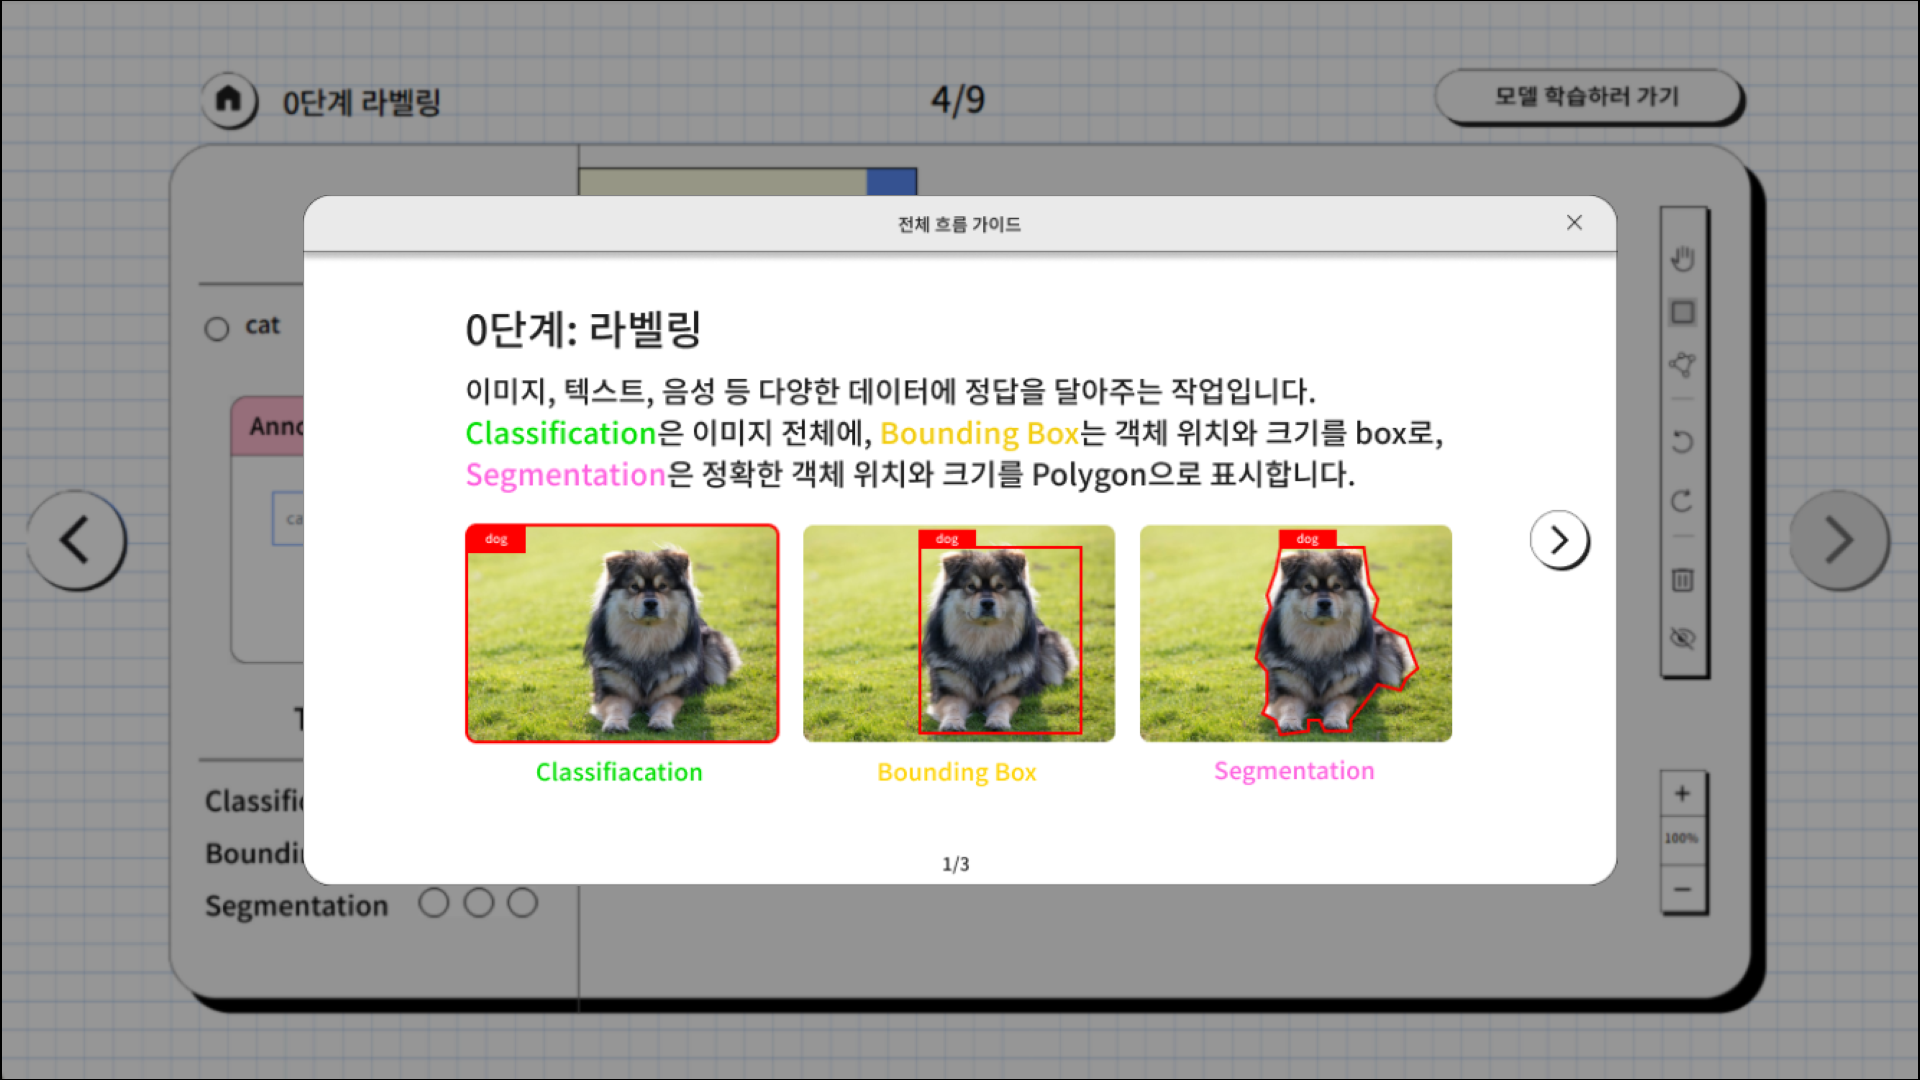 0단계 라벨링
4/9
모델 학습하러 가기
전체 흐름 가이드
cat
0단계: 라벨링
이미지, 텍스트, 음성 등 다양한 데이터에 정답을 달아주는 작업입니다.
Classification은 이미지 전체에, Bounding Box는 객체 위치와 크기를 box로,
Segmentation은 정확한 객체 위치와 크기를 Polygon으로 표시합니다.
dog
dog
dog
Classifiacation
Bounding Box
Segmentation
1/3
Segmentation
100%